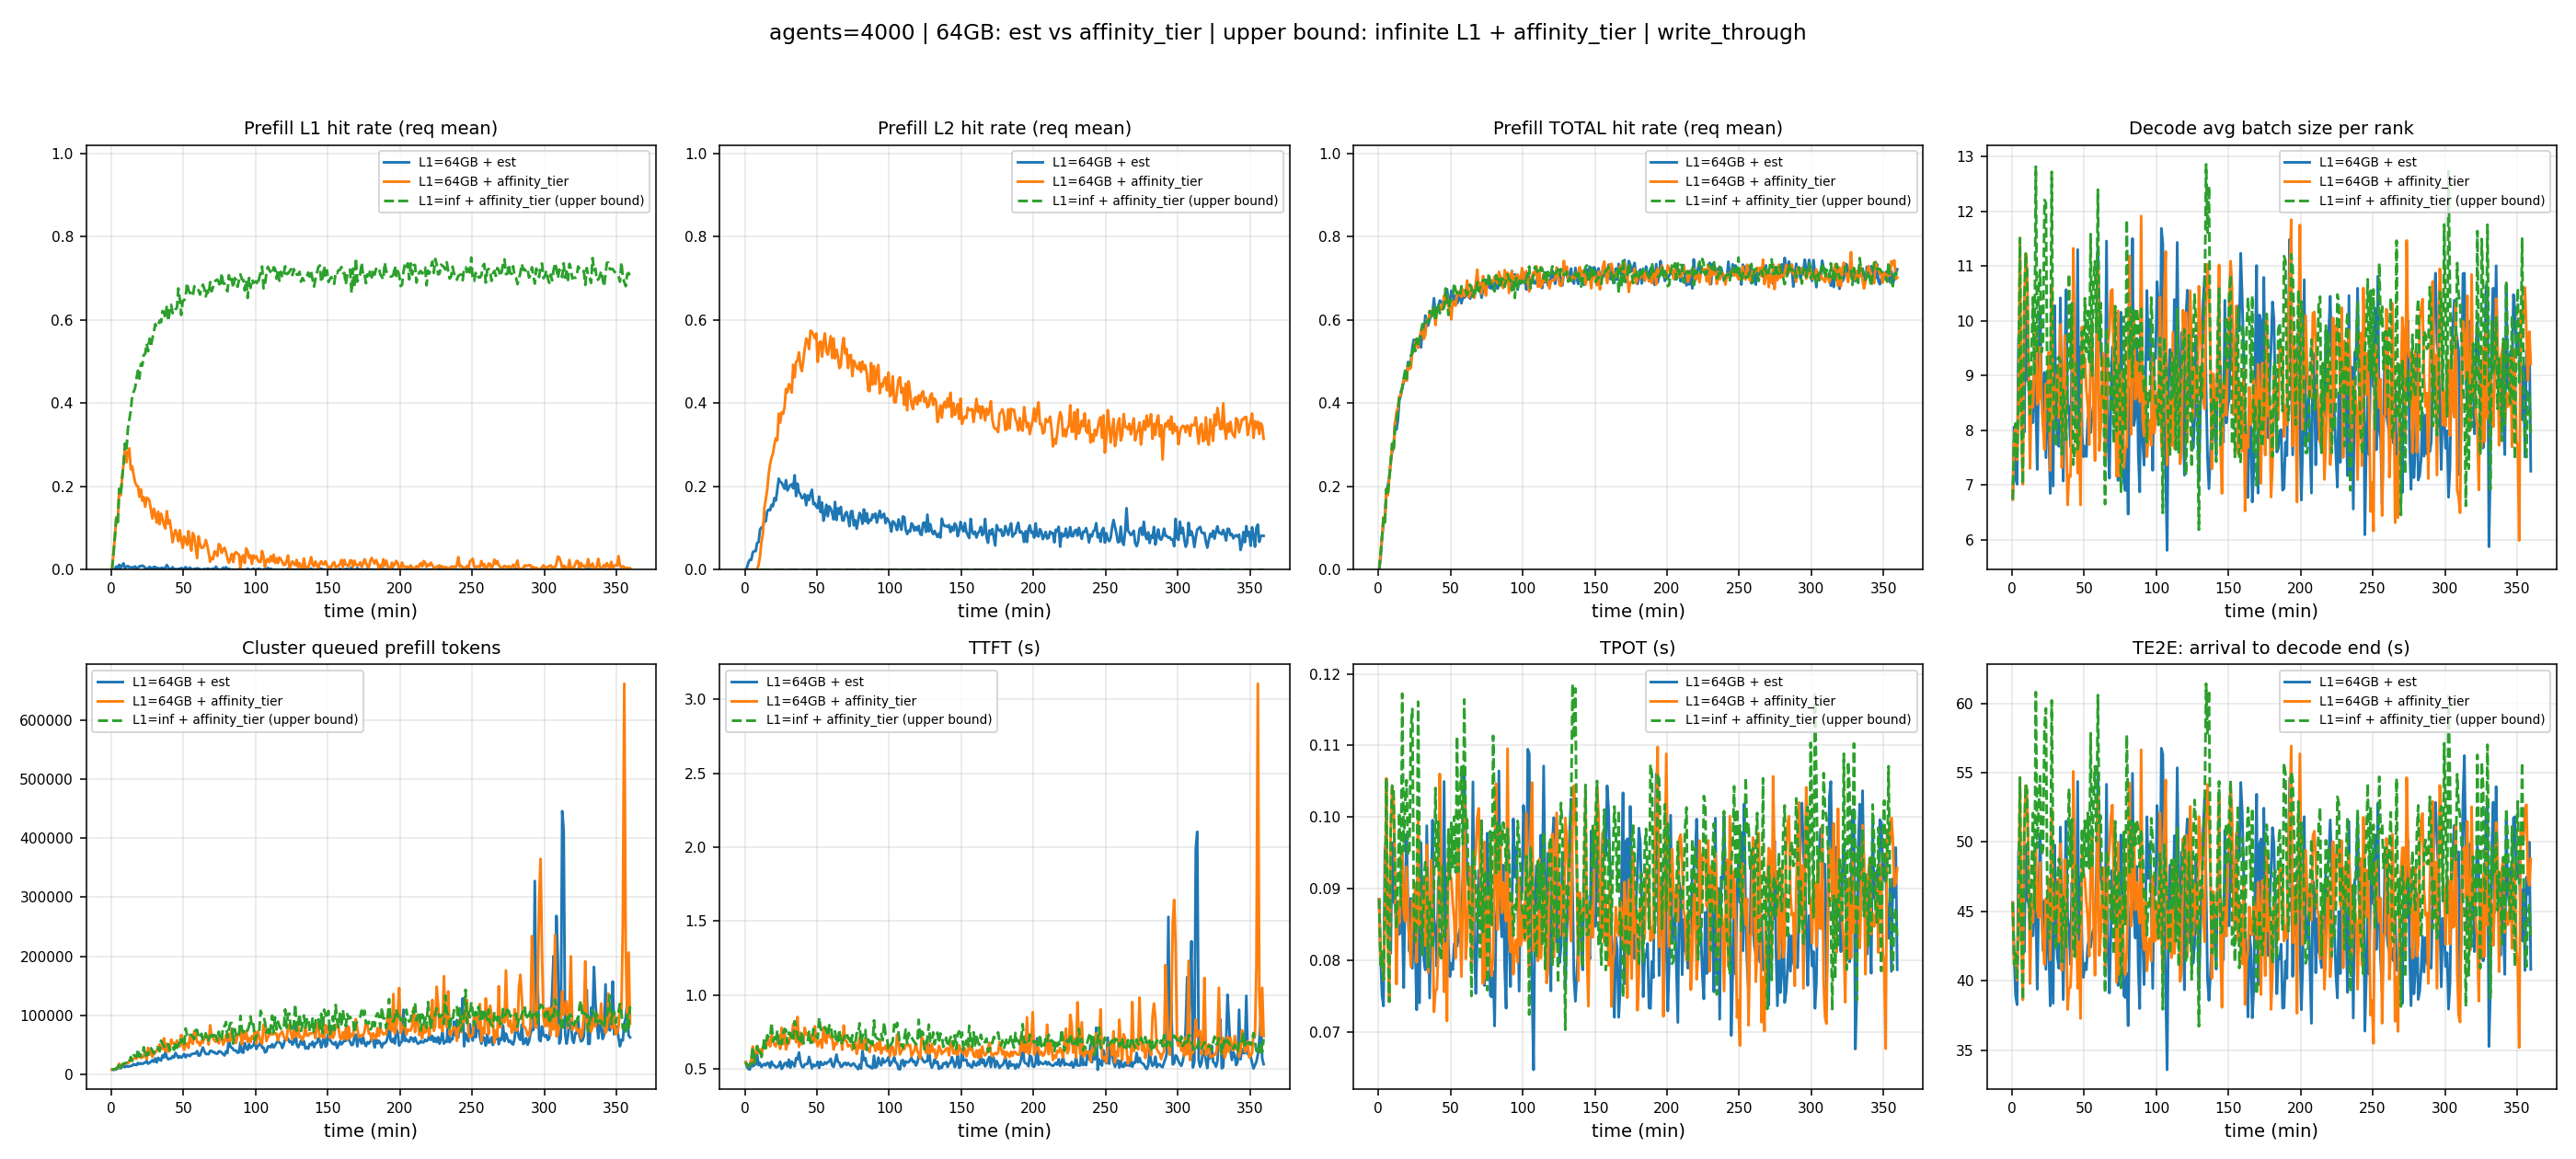 agents=4000 | 64GB: est vs affinity_tier | upper bound: infinite L1 + affinity_tier | write_through
Prefill L1 hit rate (req mean)
1.0
0.8
0.6
0.4
0.2
0.0
0 50 100 150 200 250 300 350
time (min)
L1=64GB + est
L1=64GB + affinity_tier
L1=inf + affinity_tier (upper bound)
Prefill L2 hit rate (req mean)
1.0
0.8
0.6
0.4
0.2
0.0
0 50 100 150 200 250 300 350
time (min)
L1=64GB + est
L1=64GB + affinity_tier
L1=inf + affinity_tier (upper bound)
Prefill TOTAL hit rate (req mean)
1.0
0.8
0.6
0.4
0.2
0.0
0 50 100 150 200 250 300 350
time (min)
L1=64GB + est
L1=64GB + affinity_tier
L1=inf + affinity_tier (upper bound)
Decode avg batch size per rank
13
12
11
10
9
8
7
6
0 50 100 150 200 250 300 350
time (min)
L1=64GB + est
L1=64GB + affinity_tier
L1=inf + affinity_tier (upper bound)
Cluster queued prefill tokens
600000
500000
400000
300000
200000
100000
0
0 50 100 150 200 250 300 350
time (min)
L1=64GB + est
L1=64GB + affinity_tier
L1=inf + affinity_tier (upper bound)
TTFT (s)
3.0
2.5
2.0
1.5
1.0
0.5
0 50 100 150 200 250 300 350
time (min)
L1=64GB + est
L1=64GB + affinity_tier
L1=inf + affinity_tier (upper bound)
TPOT (s)
0.12
0.11
0.10
0.09
0.08
0.07
0 50 100 150 200 250 300 350
time (min)
L1=64GB + est
L1=64GB + affinity_tier
L1=inf + affinity_tier (upper bound)
TE2E: arrival to decode end (s)
60
55
50
45
40
35
0 50 100 150 200 250 300 350
time (min)
L1=64GB + est
L1=64GB + affinity_tier
L1=inf + affinity_tier (upper bound)